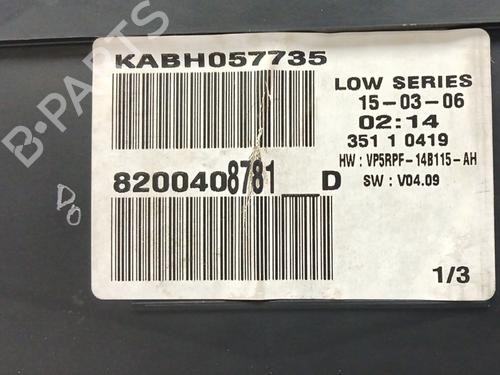 KABH057735
LOW SERIES
15-03-06
02:14
351 1 0419
HW : VP5RPF-14B115-AH
SW : V04.09
8200408781__D
1/3
B-PARTS